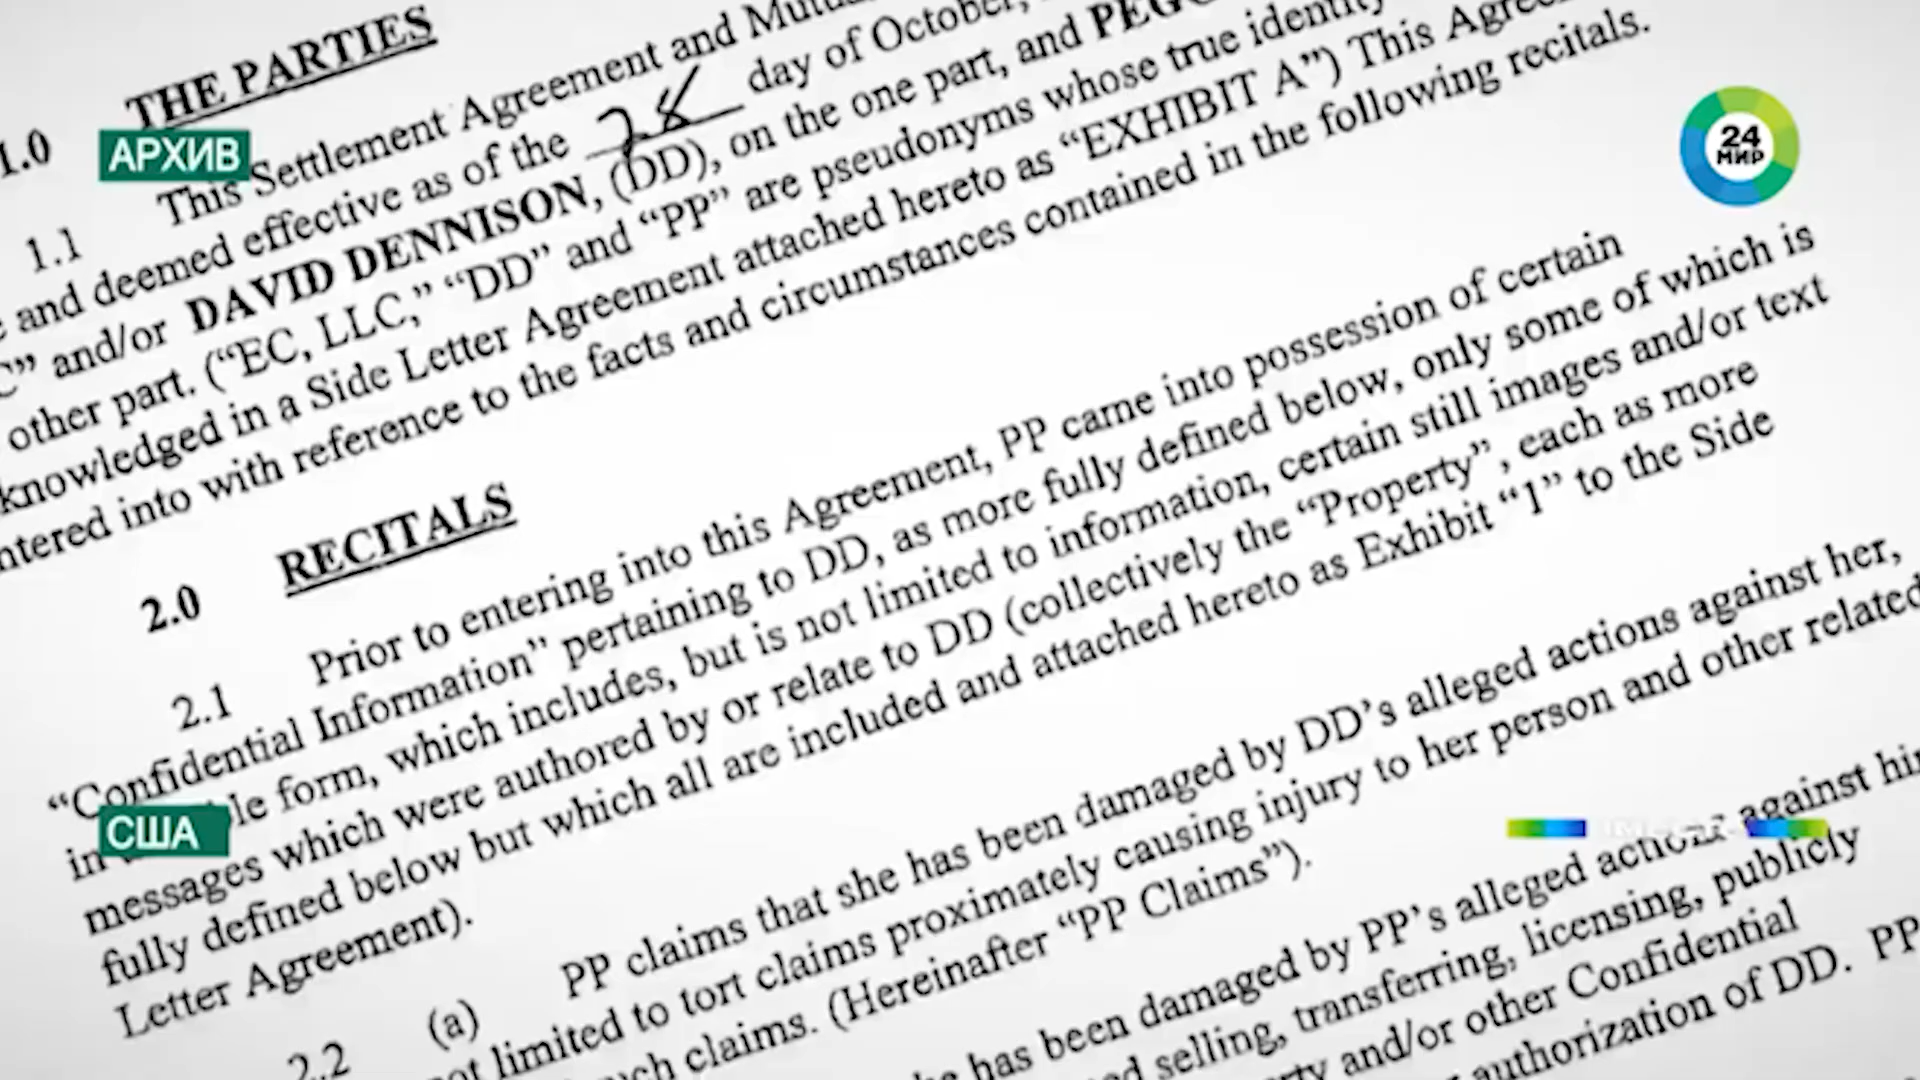 THE PARTIES
1.0
АРХИВ
24
МИР
This Settlement Agreement and
1.1
and deemed effective as of the 28 day of October,
and/or DAVID DENNISON, (DD), on the one part, and
other part. (“EC, LLC,” “DD” and “PP” are pseudonyms whose true identity
knowledged in a Side Letter Agreement attached hereto as “EXHIBIT A”) This
ntered into with reference to the facts and circumstances contained in the following recitals.
2.0 RECITALS
2.1 Prior to entering into this Agreement, PP came into possession of certain
“Confidential Information” pertaining to DD, as more fully defined below, only some of which is
in le form, which includes, but is not limited to information, certain still images and/or text
messages which were authored by or relate to DD (collectively the “Property”, each as more
fully defined below but which all are included and attached hereto as Exhibit “1” to the Side
Letter Agreement).
США
2.2 (a) PP claims that she has been damaged by DD’s alleged actions against her,
not limited to tort claims proximately causing injury to her person and other related
claims. (Hereinafter “PP Claims”).
has been damaged by PP’s alleged actions against him
selling, transferring, licensing, publicly
and/or other Confidential
authorization of DD. PP